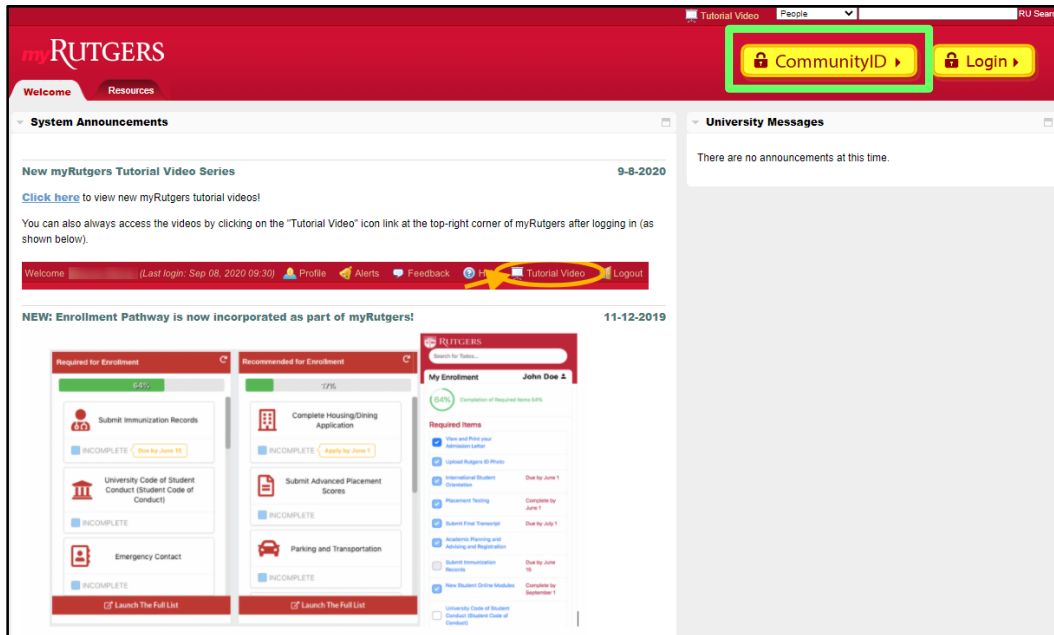 Tutorial Video People RU Sear
myRUTGERS
CommunityID
Login
Welcome Resources
System Announcements
New myRutgers Tutorial Video Series 9-8-2020
Click here to view new myRutgers tutorial videos!
You can also always access the videos by clicking on the "Tutorial Video" icon link at the top-right corner of myRutgers after logging in (as
shown below).
Welcome (Last login: Sep 08, 2020 09:30) Profile Alerts Feedback Tutorial Video Logout
NEW: Enrollment Pathway is now incorporated as part of myRutgers! 11-12-2019
Required for Enrollment
64%
Submit Immunization Records
INCOMPLETE Due by June 15
University Code of Student
Conduct (Student Code of
Conduct)
INCOMPLETE
Emergency Contact
INCOMPLETE
Launch The Full List
Recommended for Enrollment
17%
Complete Housing/Dining
Application
INCOMPLETE Apply by June 1
Submit Advanced Placement
Scores
INCOMPLETE
Parking and Transportation
INCOMPLETE
Launch The Full List
RUTGERS
Search for Todos...
My Enrollment John Doe
64% Completion of Required Items 64%
Required Items
View and Print your
Admission Letter
Upload Rutgers ID Photo
International Student Due by June 1
Orientation
Placement Testing Complete by
June 1
Submit Final Transcript Due by July 1
Academic Planning and
Advising and Registration
Submit Immunization Due by June
Records 15
New Student Online Modules Complete by
September 1
University Code of Student
Conduct (Student Code of
Conduct)
University Messages
There are no announcements at this time.